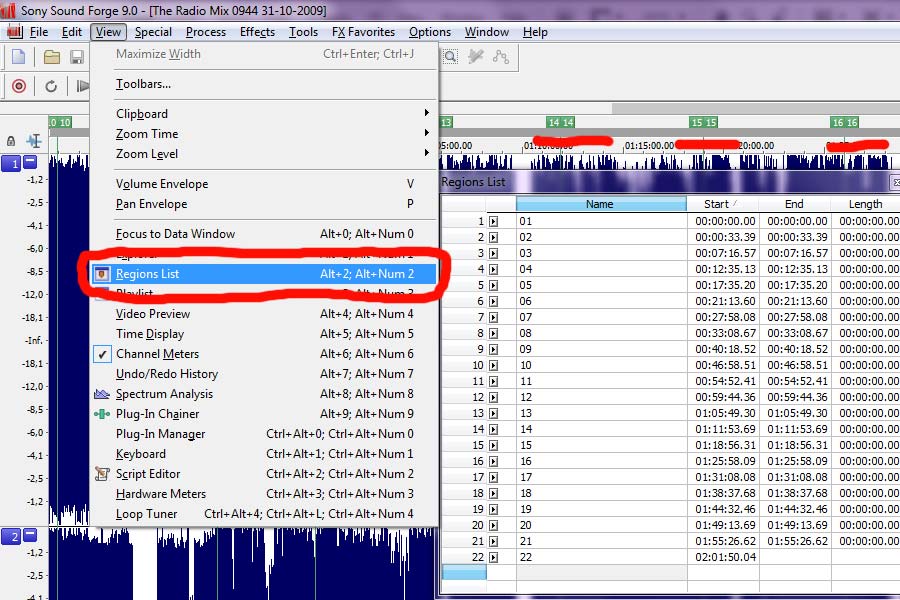 Sony Sound Forge 9.0 - [The Radio Mix 0944 31-10-2009]
File Edit View Special Process Effects Tools FX Favorites Options Window Help
Maximize Width Ctrl+Enter; Ctrl+J
Toolbars...
Clipboard
Zoom Time
Zoom Level
Volume Envelope V
Pan Envelope P
Focus to Data Window Alt+0; Alt+Num 0
Regions List Alt+2; Alt+Num 2
Playlist
Video Preview Alt+4; Alt+Num 4
Time Display Alt+5; Alt+Num 5
Channel Meters Alt+6; Alt+Num 6
Undo/Redo History Alt+7; Alt+Num 7
Spectrum Analysis Alt+8; Alt+Num 8
Plug-In Chainer Alt+9; Alt+Num 9
Plug-In Manager Ctrl+Alt+0; Ctrl+Alt+Num 0
Keyboard Ctrl+Alt+1; Ctrl+Alt+Num 1
Script Editor Ctrl+Alt+2; Ctrl+Alt+Num 2
Hardware Meters Ctrl+Alt+3; Ctrl+Alt+Num 3
Loop Tuner Ctrl+Alt+4; Ctrl+Alt+L; Ctrl+Alt+Num 4
10 10
13 14 14 15 15 16 16
5:00.00 01:15:00.00 20:00.00
1
-1,2
-2,5
-4,1
-6,0
-8,5
-12,0
-18,1
-Inf.
-18,1
-12,0
-8,5
-6,0
-4,1
-2,5
-1,2
2
-1,2
-2,5
-4,1
Regions List
Name Start End Length
1 01 00:00:00.00 00:00:00.00 00:00:00.00
2 02 00:00:33.39 00:00:33.39 00:00:00.00
3 03 00:07:16.57 00:07:16.57 00:00:00.00
4 04 00:12:35.13 00:12:35.13 00:00:00.00
5 05 00:17:35.20 00:17:35.20 00:00:00.00
6 06 00:21:13.60 00:21:13.60 00:00:00.00
7 07 00:27:58.08 00:27:58.08 00:00:00.00
8 08 00:33:08.67 00:33:08.67 00:00:00.00
9 09 00:40:18.52 00:40:18.52 00:00:00.00
10 10 00:46:58.51 00:46:58.51 00:00:00.00
11 11 00:54:52.41 00:54:52.41 00:00:00.00
12 12 00:59:44.36 00:59:44.36 00:00:00.00
13 13 01:05:49.30 01:05:49.30 00:00:00.00
14 14 01:11:53.69 01:11:53.69 00:00:00.00
15 15 01:18:56.31 01:18:56.31 00:00:00.00
16 16 01:25:58.09 01:25:58.09 00:00:00.00
17 17 01:31:08.08 01:31:08.08 00:00:00.00
18 18 01:38:37.68 01:38:37.68 00:00:00.00
19 19 01:44:32.46 01:44:32.46 00:00:00.00
20 20 01:49:13.69 01:49:13.69 00:00:00.00
21 21 01:55:26.62 01:55:26.62 00:00:00.00
22 22 02:01:50.04